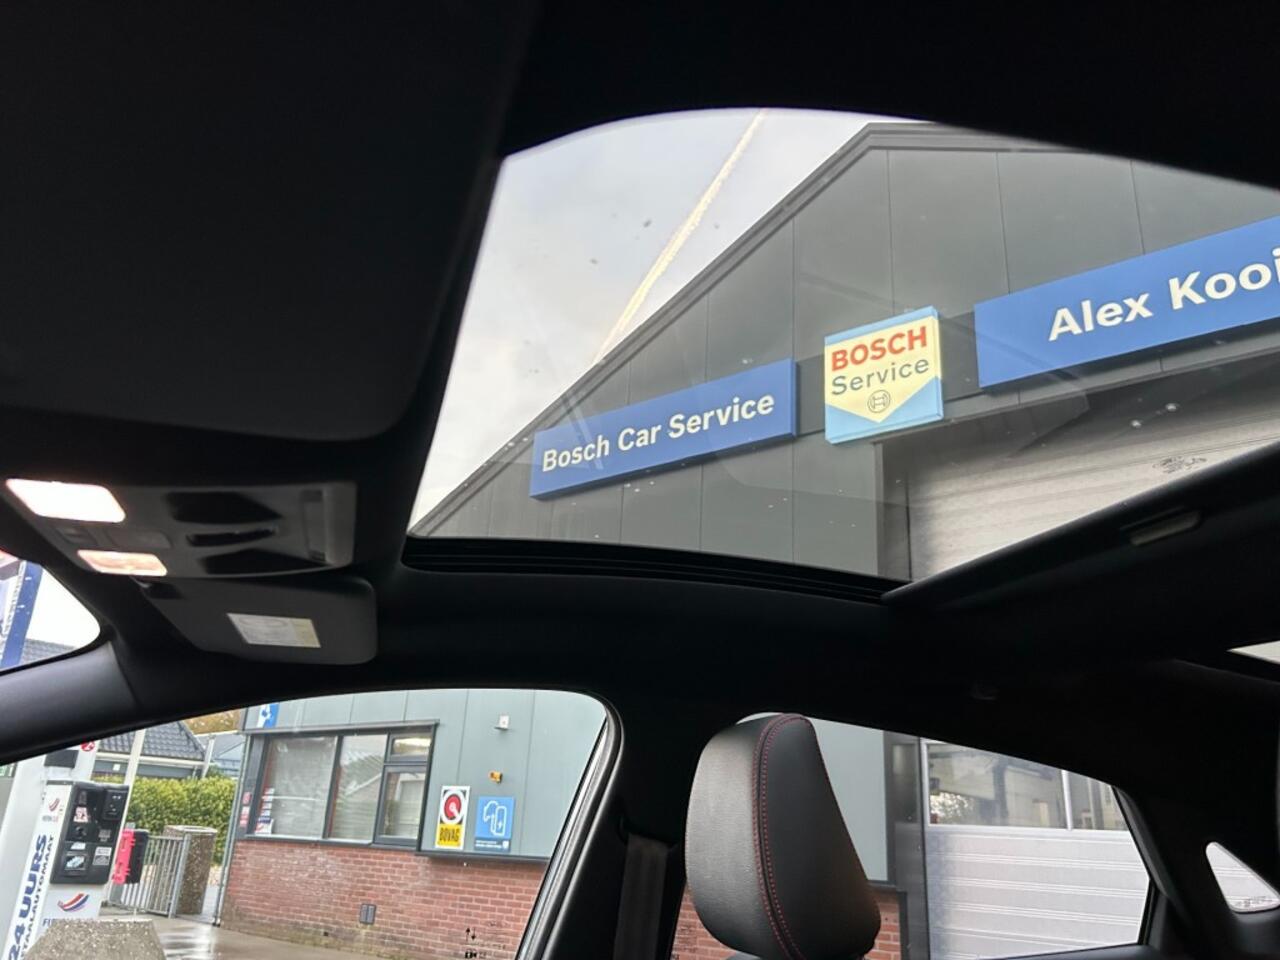 Alex Kooi
BOSCH
Service
Bosch Car Service
BOVAG
24 UURS